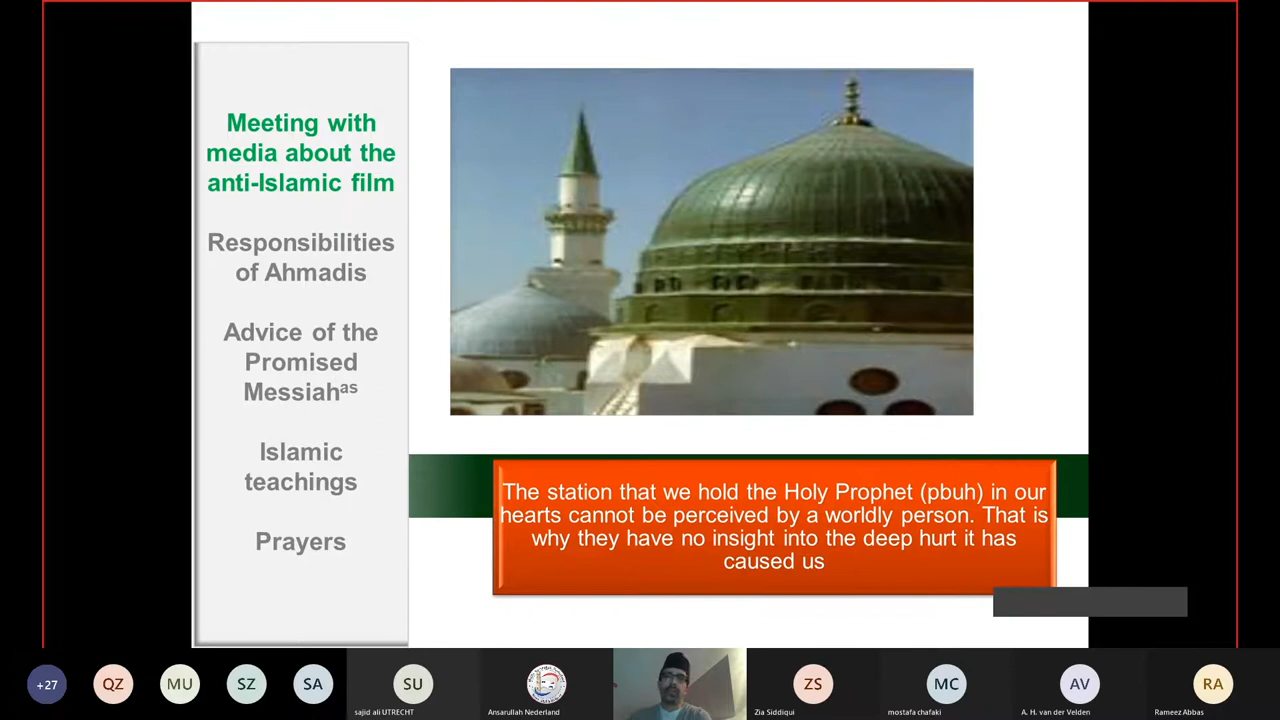 Meeting with
media about the
anti-Islamic film
Responsibilities
of Ahmadis
Advice of the
Promised
Messiahas
Islamic
teachings
Prayers
The station that we hold the Holy Prophet (pbuh) in our
hearts cannot be perceived by a worldly person. That is
why they have no insight into the deep hurt it has
caused us
+27
QZ
MU
SZ
SA
SU
ZS
MC
AV
RA
sajid ali UTRECHT
Ansarullah Nederland
Zia Siddiqui
mostafa chafaki
A. H. van der Velden
Rameez Abbas